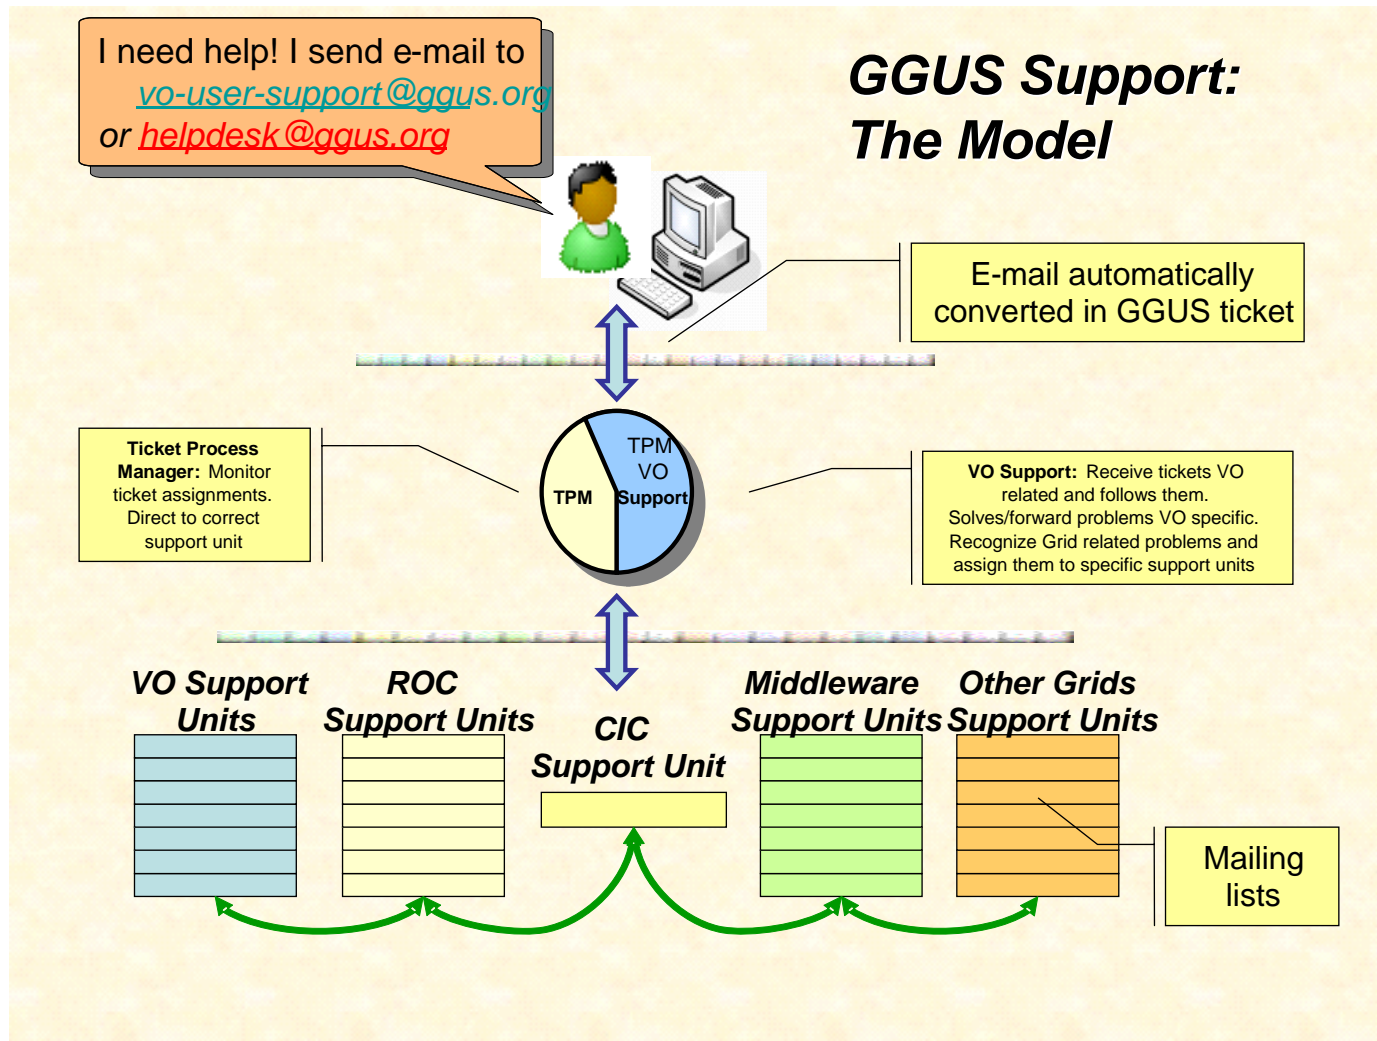 I need help! I send e-mail to
vo-user-support@ggus.org
or helpdesk@ggus.org
GGUS Support:
The Model
E-mail automatically
converted in GGUS ticket
Ticket Process
Manager: Monitor
ticket assignments.
Direct to correct
support unit
TPM
TPM
VO
Support
VO Support: Receive tickets VO
related and follows them.
Solves/forward problems VO specific.
Recognize Grid related problems and
assign them to specific support units
VO Support
Units
ROC
Support Units
CIC
Support Unit
Middleware
Support Units
Other Grids
Support Units
Mailing
lists